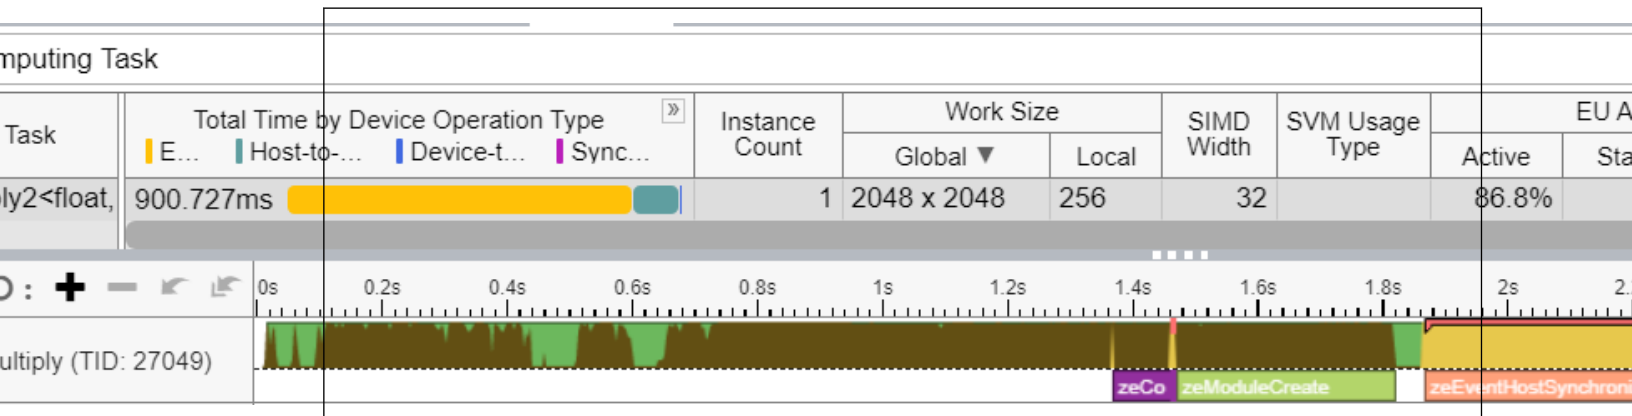 mputing Task
Task
Total Time by Device Operation Type
E... Host-to-... Device-t... Sync...
Instance Count
Work Size
Global ▼ Local
SIMD Width
SVM Usage Type
EU A
Active Sta
ly2<float, 900.727ms 1 2048 x 2048 256 32 86.8%
0s 0.2s 0.4s 0.6s 0.8s 1s 1.2s 1.4s 1.6s 1.8s 2s 2.
ultiply (TID: 27049)
zeCo zeModuleCreate zeEventHostSynchroni